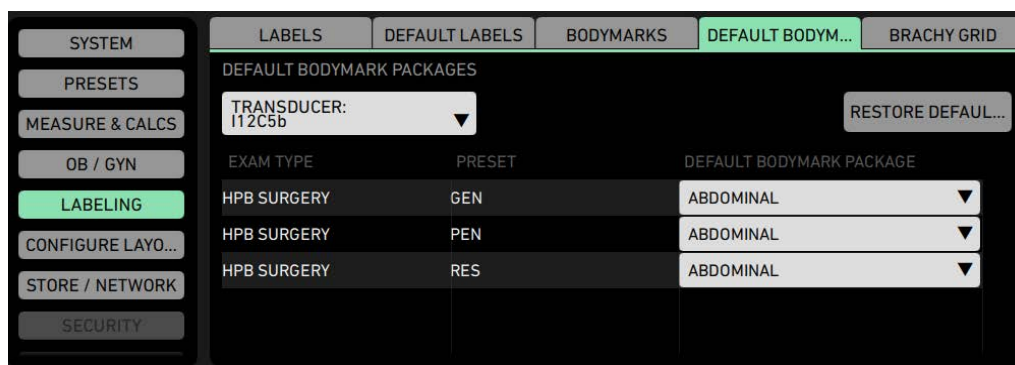 SYSTEM
PRESETS
MEASURE & CALCS
OB / GYN
LABELING
CONFIGURE LAYO...
STORE / NETWORK
SECURITY
LABELS DEFAULT LABELS BODYMARKS DEFAULT BODYM... BRACHY GRID
DEFAULT BODYMARK PACKAGES
TRANSDUCER:
I12C5b
RESTORE DEFAUL...
EXAM TYPE PRESET DEFAULT BODYMARK PACKAGE
HPB SURGERY GEN ABDOMINAL
HPB SURGERY PEN ABDOMINAL
HPB SURGERY RES ABDOMINAL